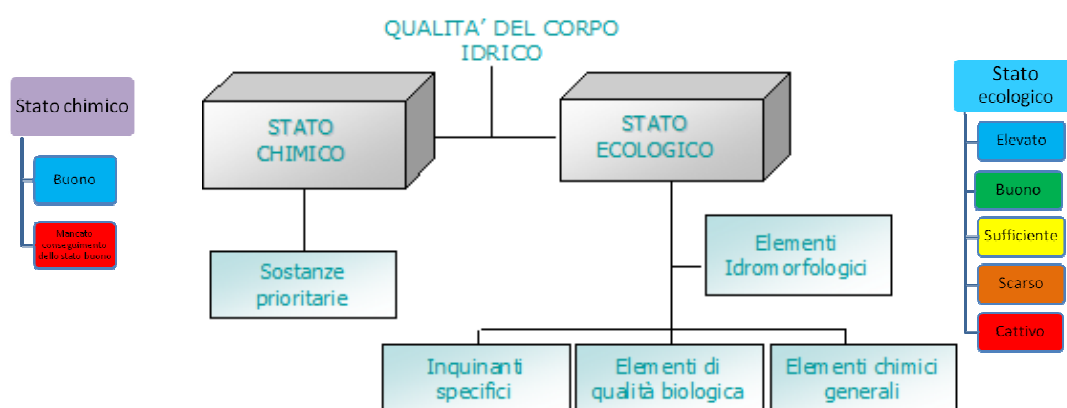 QUALITA’ DEL CORPO
IDRICO
Stato chimico
Buono
Mancato
conseguimento
dello stato buono
STATO
CHIMICO
STATO
ECOLOGICO
Sostanze
prioritarie
Elementi
Idromorfologici
Inquinanti
specifici
Elementi di
qualità biologica
Elementi chimici
generali
Stato
ecologico
Elevato
Buono
Sufficiente
Scarso
Cattivo